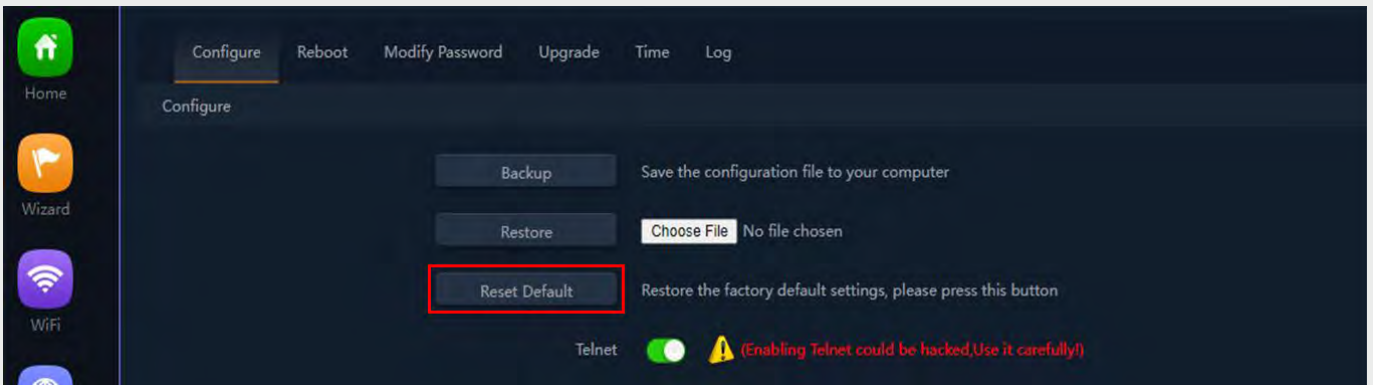 Configure Reboot Modify Password Upgrade Time Log
Home
Configure
Backup Save the configuration file to your computer
Wizard
Restore Choose File No file chosen
Reset Default Restore the factory default settings, please press this button
WiFi
Telnet (Enabling Telnet could be hacked,Use it carefully!)